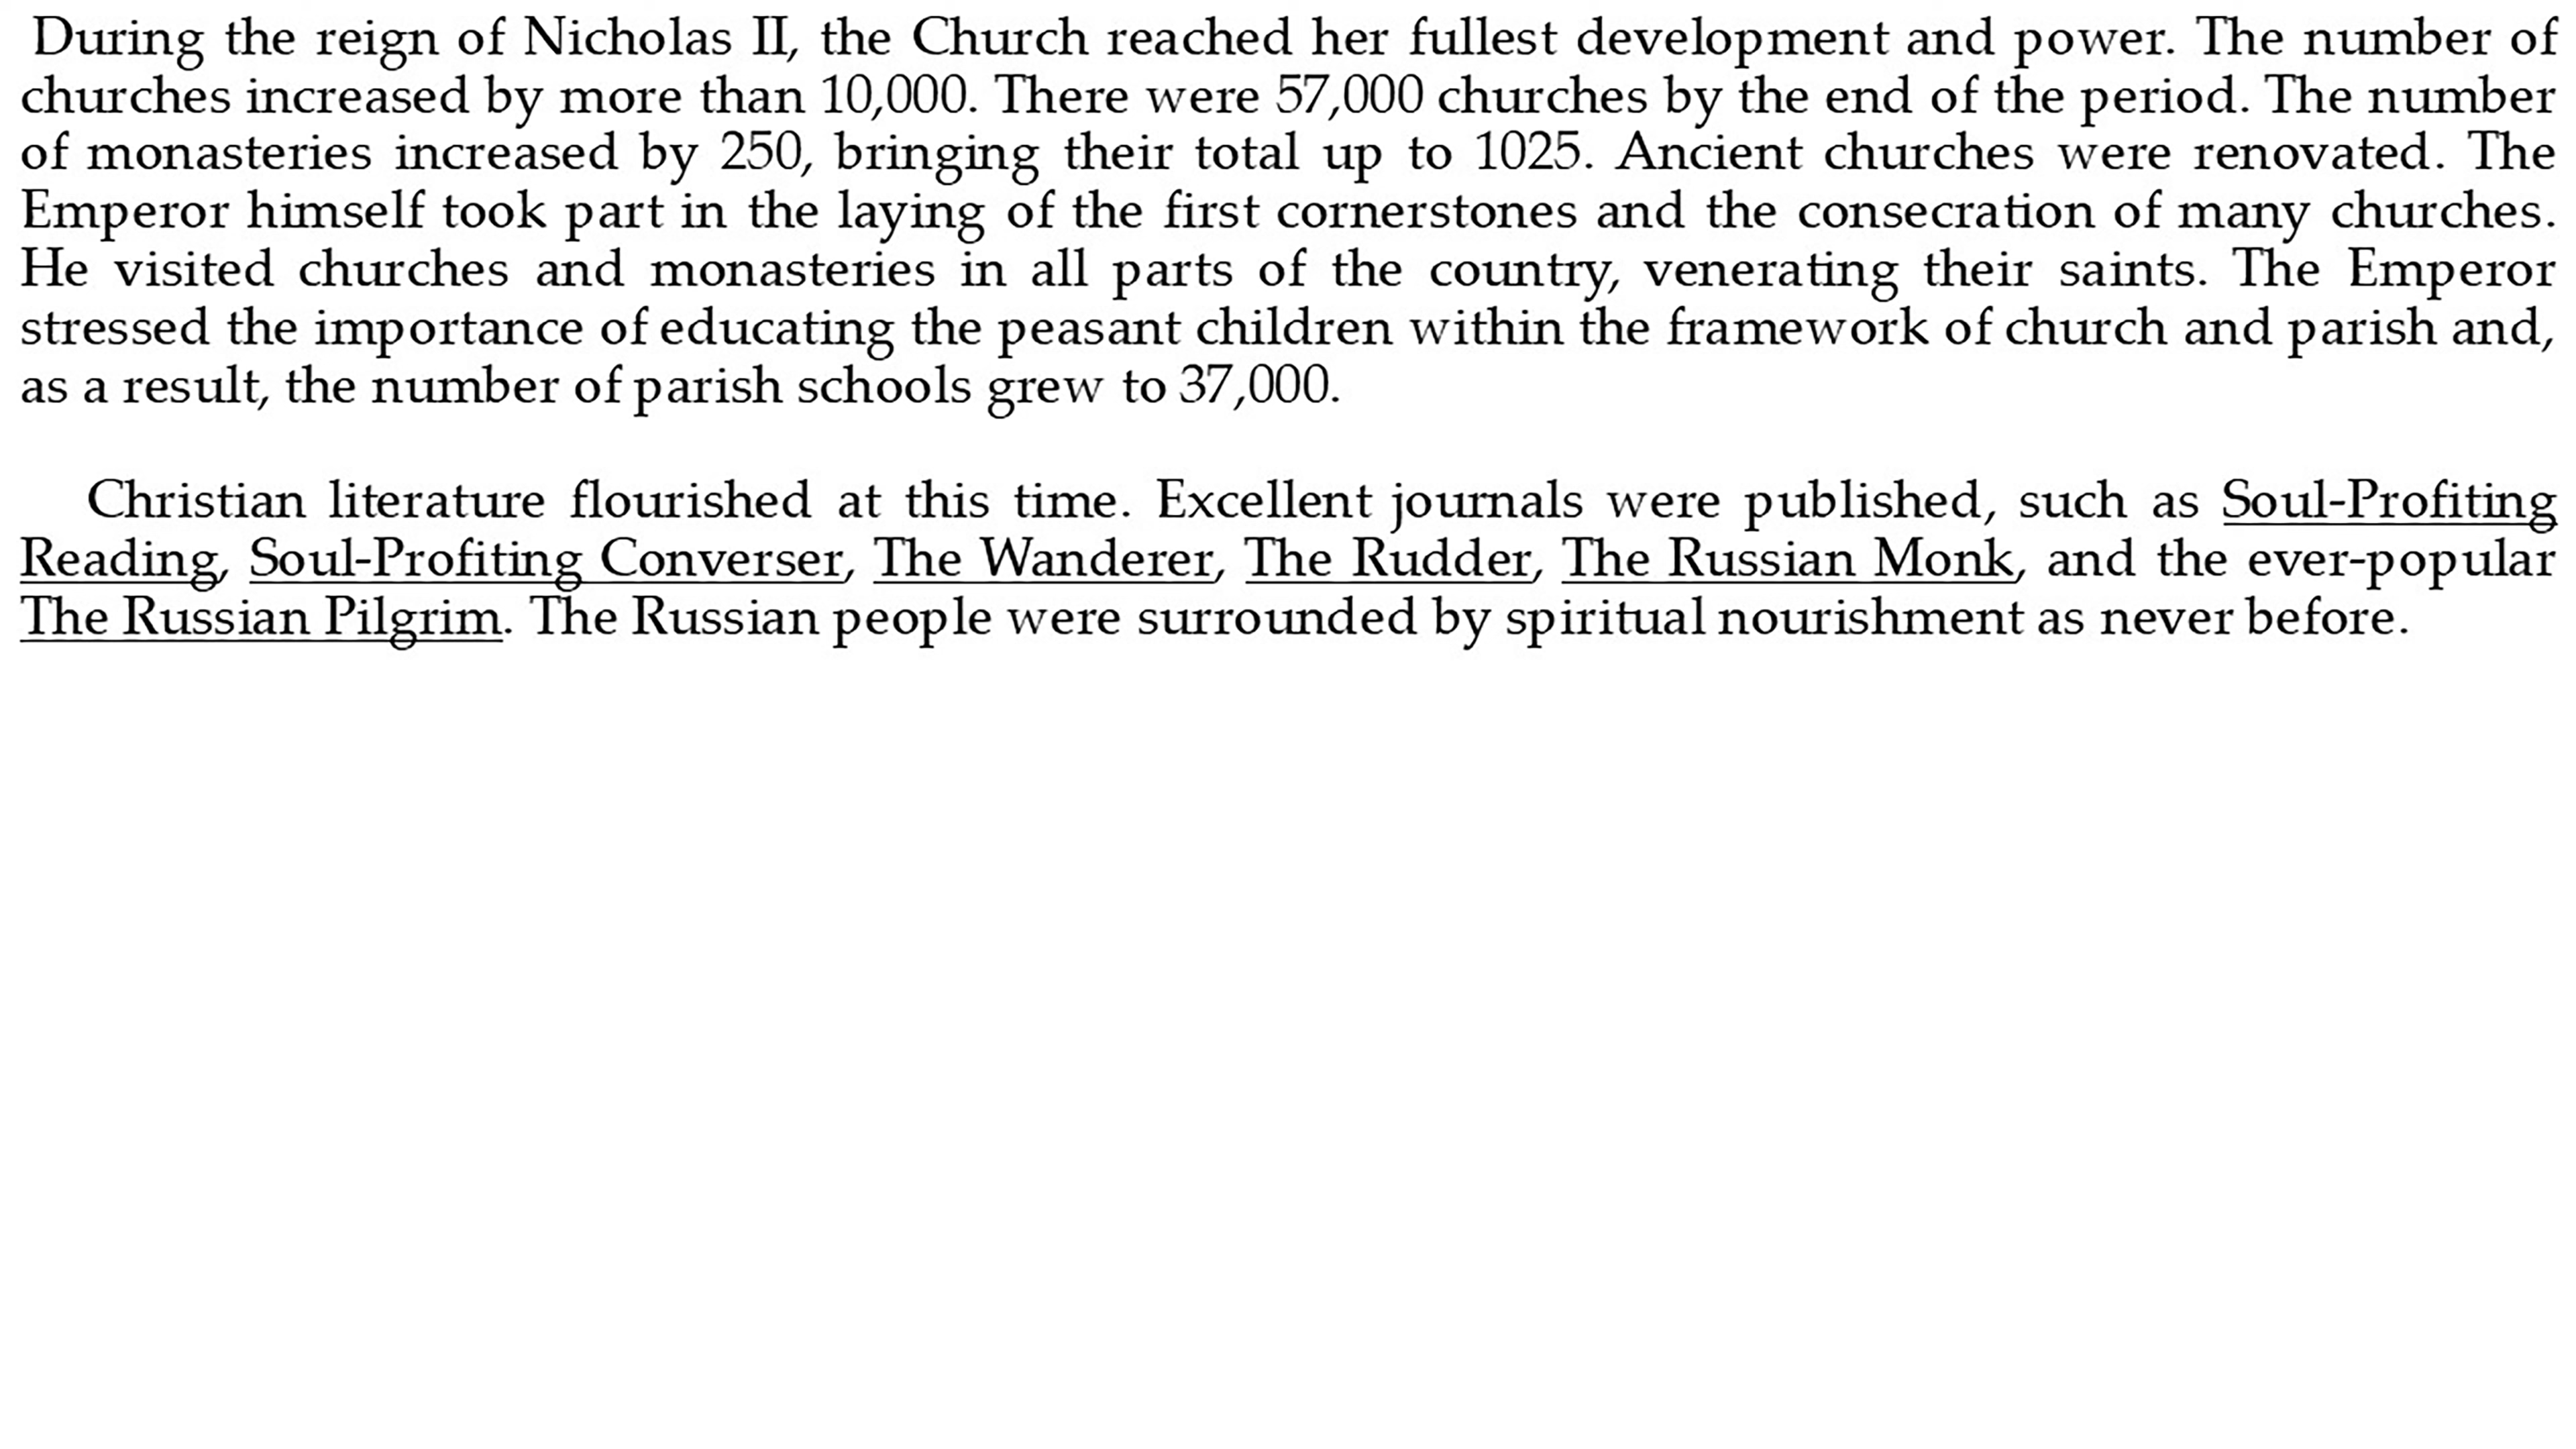 During the reign of Nicholas II, the Church reached her fullest development and power. The number of
churches increased by more than 10,000. There were 57,000 churches by the end of the period. The number
of monasteries increased by 250, bringing their total up to 1025. Ancient churches were renovated. The
Emperor himself took part in the laying of the first cornerstones and the consecration of many churches.
He visited churches and monasteries in all parts of the country, venerating their saints. The Emperor
stressed the importance of educating the peasant children within the framework of church and parish and,
as a result, the number of parish schools grew to 37,000.
Christian literature flourished at this time. Excellent journals were published, such as Soul-Profiting
Reading, Soul-Profiting Converser, The Wanderer, The Rudder, The Russian Monk, and the ever-popular
The Russian Pilgrim. The Russian people were surrounded by spiritual nourishment as never before.